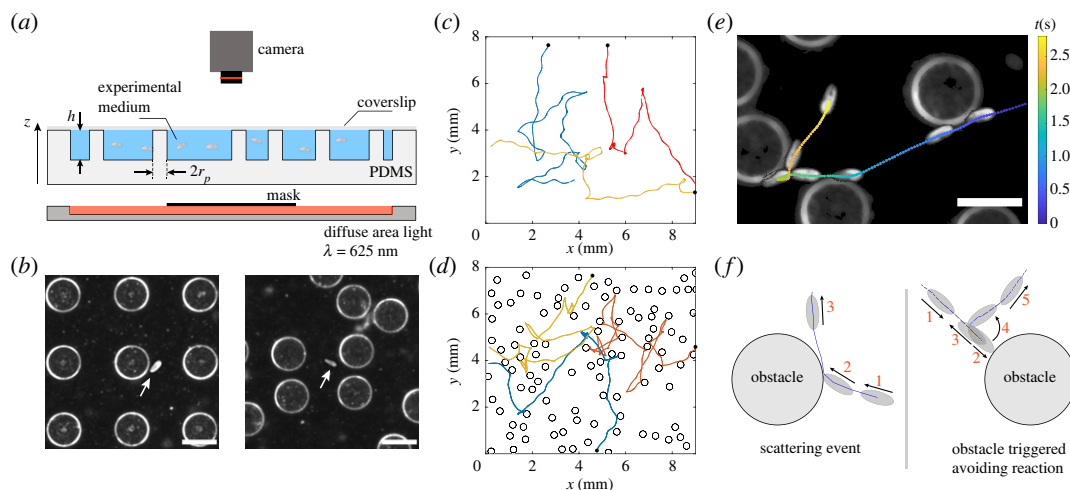 (a)
camera
experimental
medium
coverslip
h
z
PDMS
2rₚ
mask
diffuse area light
λ = 625 nm
(b)
(c)
8
6
y (mm)
4
2
2 4 6 8
x (mm)
(d)
8
6
y (mm)
4
2
2 4 6 8
x (mm)
(e)
t(s)
2.5
2.0
1.5
1.0
0.5
0
(f)
3
2
1
obstacle
scattering event
1
3
2
4
5
obstacle
obstacle triggered
avoiding reaction